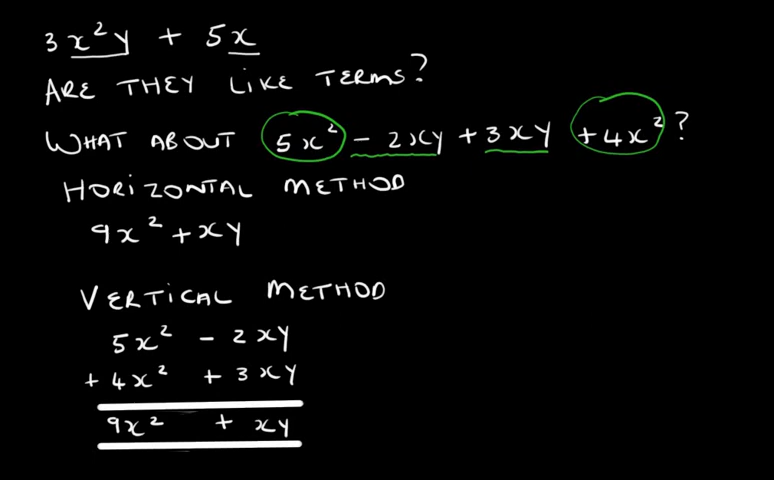 3x²y + 5x
ARE THEY LIKE TERMS?
WHAT ABOUT 5x² - 2xy + 3xy + 4x²?
HORIZONTAL METHOD
9x² + xy
VERTICAL METHOD
5x² - 2xy
+ 4x² + 3xy
9x² + xy